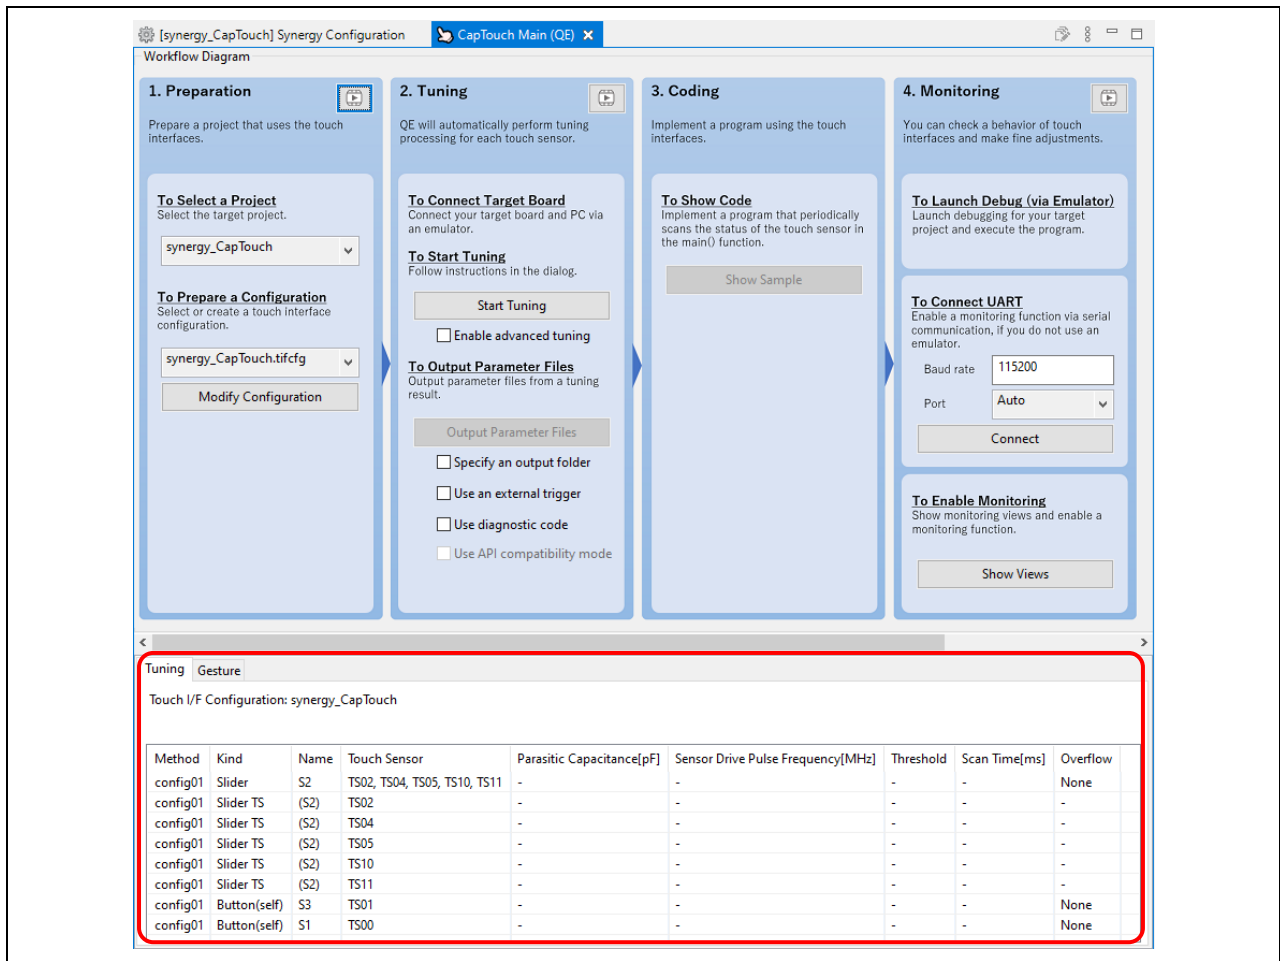 [synergy_CapTouch] Synergy Configuration
CapTouch Main (QE)
Workflow Diagram
1. Preparation
Prepare a project that uses the touch
interfaces.
To Select a Project
Select the target project.
synergy_CapTouch
To Prepare a Configuration
Select or create a touch interface
configuration.
synergy_CapTouch.tifcfg
Modify Configuration
2. Tuning
QE will automatically perform tuning
processing for each touch sensor.
To Connect Target Board
Connect your target board and PC via
an emulator.
To Start Tuning
Follow instructions in the dialog.
Start Tuning
Enable advanced tuning
To Output Parameter Files
Output parameter files from a tuning
result.
Output Parameter Files
Specify an output folder
Use an external trigger
Use diagnostic code
Use API compatibility mode
3. Coding
Implement a program using the touch
interfaces.
To Show Code
Implement a program that periodically
scans the status of the touch sensor in
the main() function.
Show Sample
4. Monitoring
You can check a behavior of touch
interfaces and make fine adjustments.
To Launch Debug (via Emulator)
Launch debugging for your target
project and execute the program.
To Connect UART
Enable a monitoring function via serial
communication, if you do not use an
emulator.
Baud rate 115200
Port Auto
Connect
To Enable Monitoring
Show monitoring views and enable a
monitoring function.
Show Views
Tuning Gesture
Touch I/F Configuration: synergy_CapTouch
Method Kind Name Touch Sensor Parasitic Capacitance[pF] Sensor Drive Pulse Frequency[MHz] Threshold Scan Time[ms] Overflow
config01 Slider S2 TS02, TS04, TS05, TS10, TS11 - - - - None
config01 Slider TS (S2) TS02 - - - - -
config01 Slider TS (S2) TS04 - - - - -
config01 Slider TS (S2) TS05 - - - - -
config01 Slider TS (S2) TS10 - - - - -
config01 Slider TS (S2) TS11 - - - - -
config01 Button(self) S3 TS01 - - - - None
config01 Button(self) S1 TS00 - - - - None